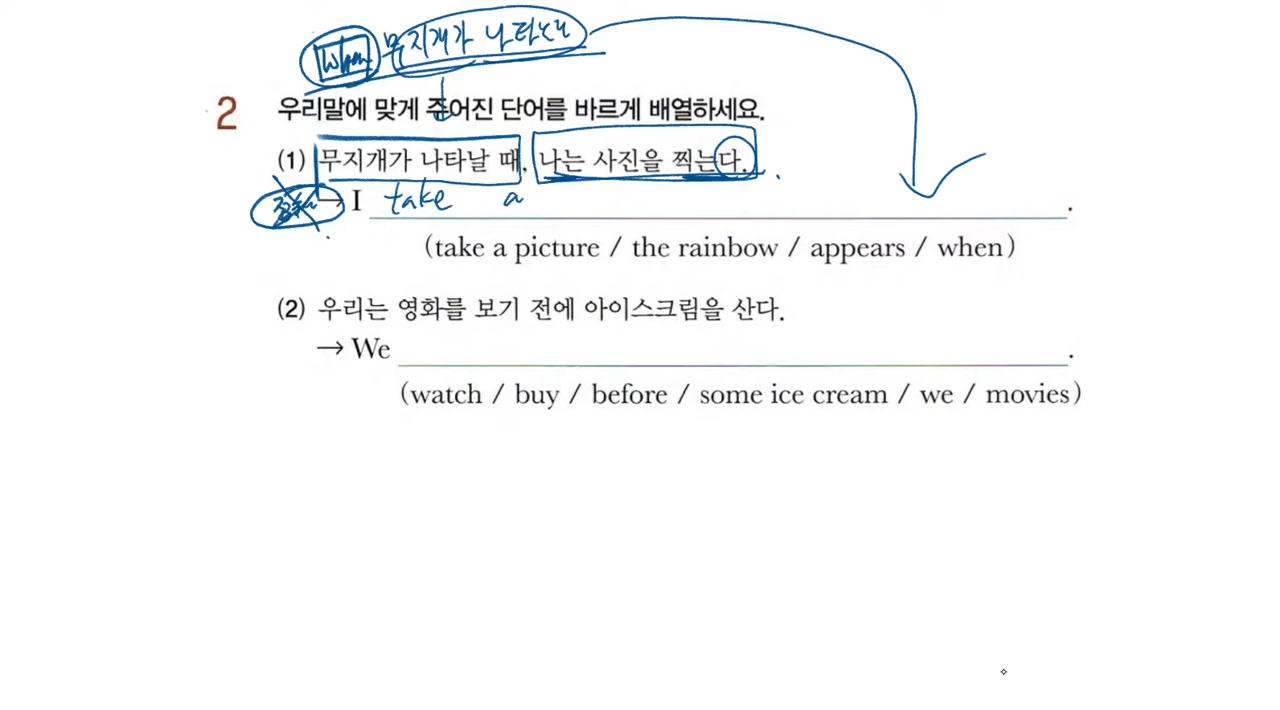 when 무지개가 나타난다
2 우리말에 맞게 주어진 단어를 바르게 배열하세요.
(1) 무지개가 나타날 때, 나는 사진을 찍는다.
→ I take a .
(take a picture / the rainbow / appears / when)
(2) 우리는 영화를 보기 전에 아이스크림을 산다.
→ We .
(watch / buy / before / some ice cream / we / movies)